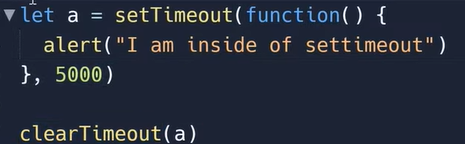 let a = setTimeout(function() {
alert("I am inside of settimeout")
}, 5000)
clearTimeout(a)